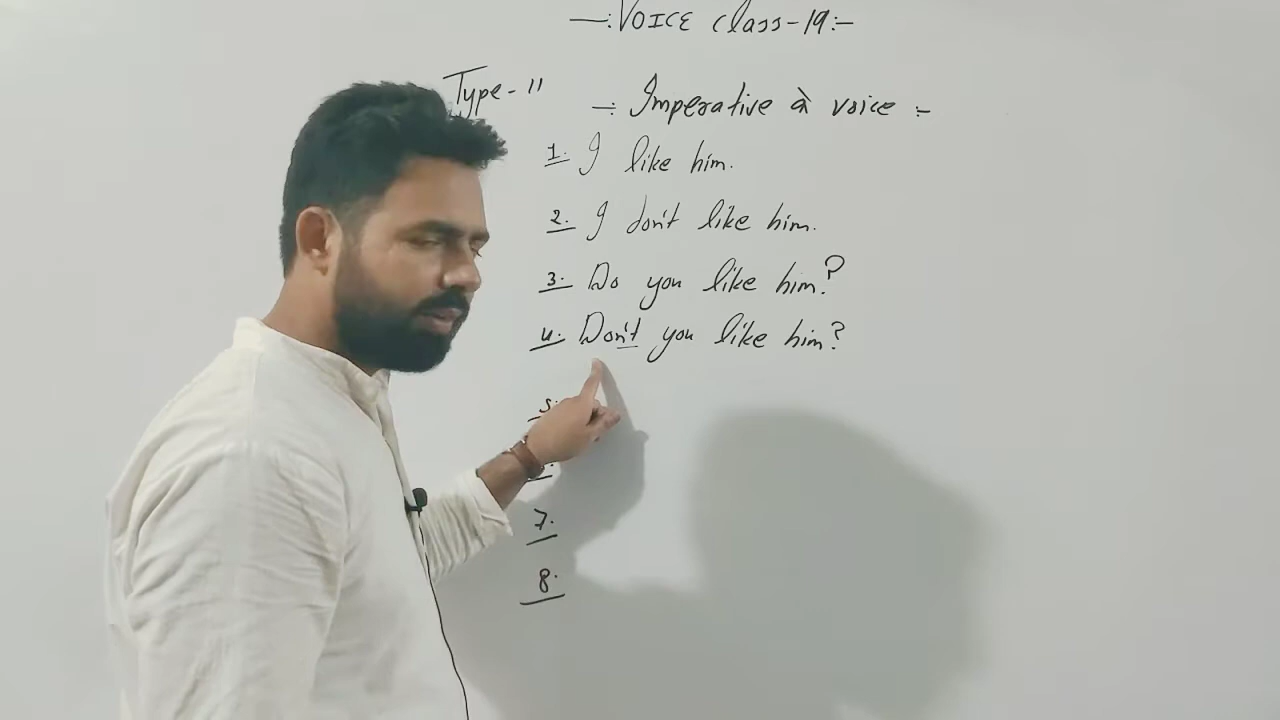 —:VOICE Class-19:-
Type-11
-: Imperative à voice :-
1. I like him.
2. I don't like him.
3. Do you like him?
4. Don't you like him?
5.
7.
8.